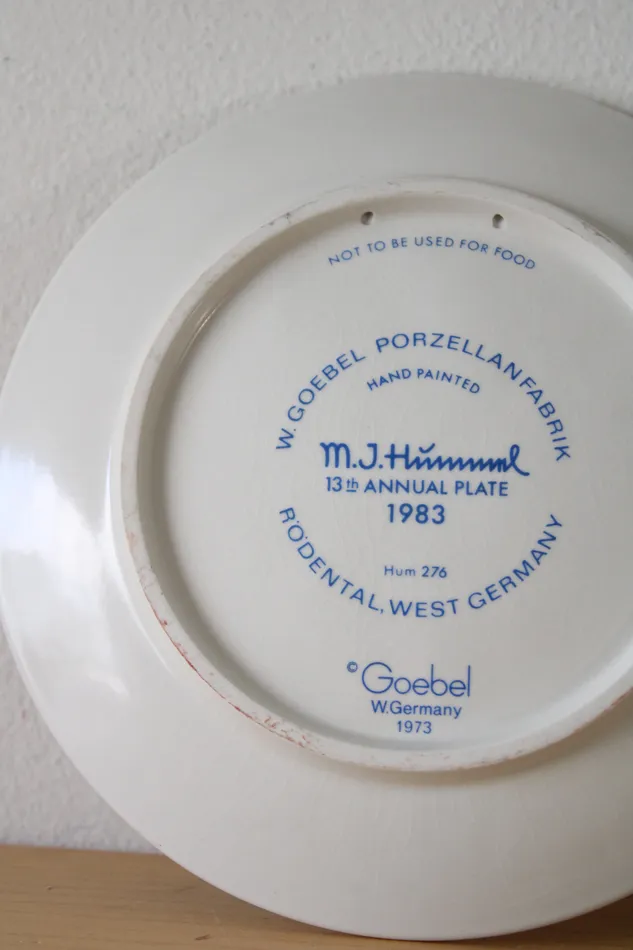 NOT TO BE USED FOR FOOD
W. GOEBEL PORZELLANFABRIK
HAND PAINTED
M.J.Hummel
13th ANNUAL PLATE
1983
Hum 276
RÖDENTAL, WEST GERMANY
© Goebel
W.Germany
1973